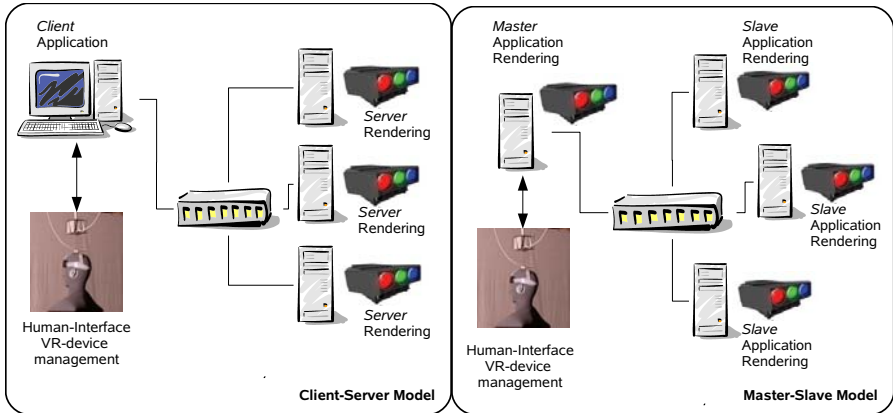 Client
Application
Server
Rendering
Server
Rendering
Server
Rendering
Human-Interface
VR-device
management
Client-Server Model
Master
Application
Rendering
Slave
Application
Rendering
Slave
Application
Rendering
Slave
Application
Rendering
Human-Interface
VR-device
management
Master-Slave Model